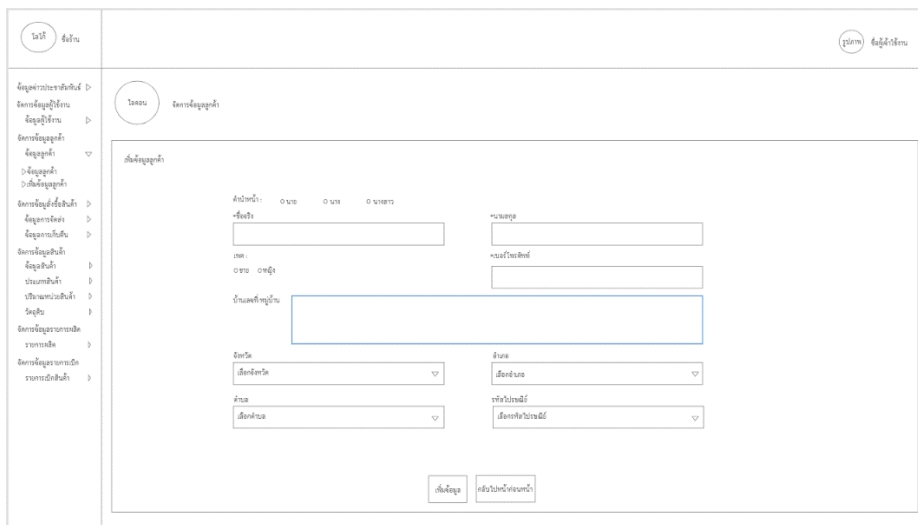 โลโก้ ชื่อร้าน
รูปภาพ ชื่อผู้เข้าใช้งาน
ข้อมูลข่าวประชาสัมพันธ์
จัดการข้อมูลผู้ใช้งาน
ข้อมูลผู้ใช้งาน
จัดการข้อมูลลูกค้า
ข้อมูลลูกค้า
ข้อมูลลูกค้า
เพิ่มข้อมูลลูกค้า
จัดการข้อมูลสั่งซื้อสินค้า
ข้อมูลการจัดส่ง
ข้อมูลการเก็บคืน
จัดการข้อมูลสินค้า
ข้อมูลสินค้า
ประเภทสินค้า
ปริมาณหน่วยสินค้า
วัตถุดิบ
จัดการข้อมูลรายการผลิต
รายการผลิต
จัดการข้อมูลรายการเบิก
รายการเบิกสินค้า
ไอคอน จัดการข้อมูลลูกค้า
เพิ่มข้อมูลลูกค้า
คำนำหน้า : นาย นาง นางสาว
*ชื่อจริง *นามสกุล
เพศ : *เบอร์โทรศัพท์
ชาย หญิง
บ้านเลขที่/หมู่บ้าน
จังหวัด อำเภอ
เลือกจังหวัด เลือกอำเภอ
ตำบล รหัสไปรษณีย์
เลือกตำบล เลือกรหัสไปรษณีย์
เพิ่มข้อมูล กลับไปหน้าก่อนหน้า